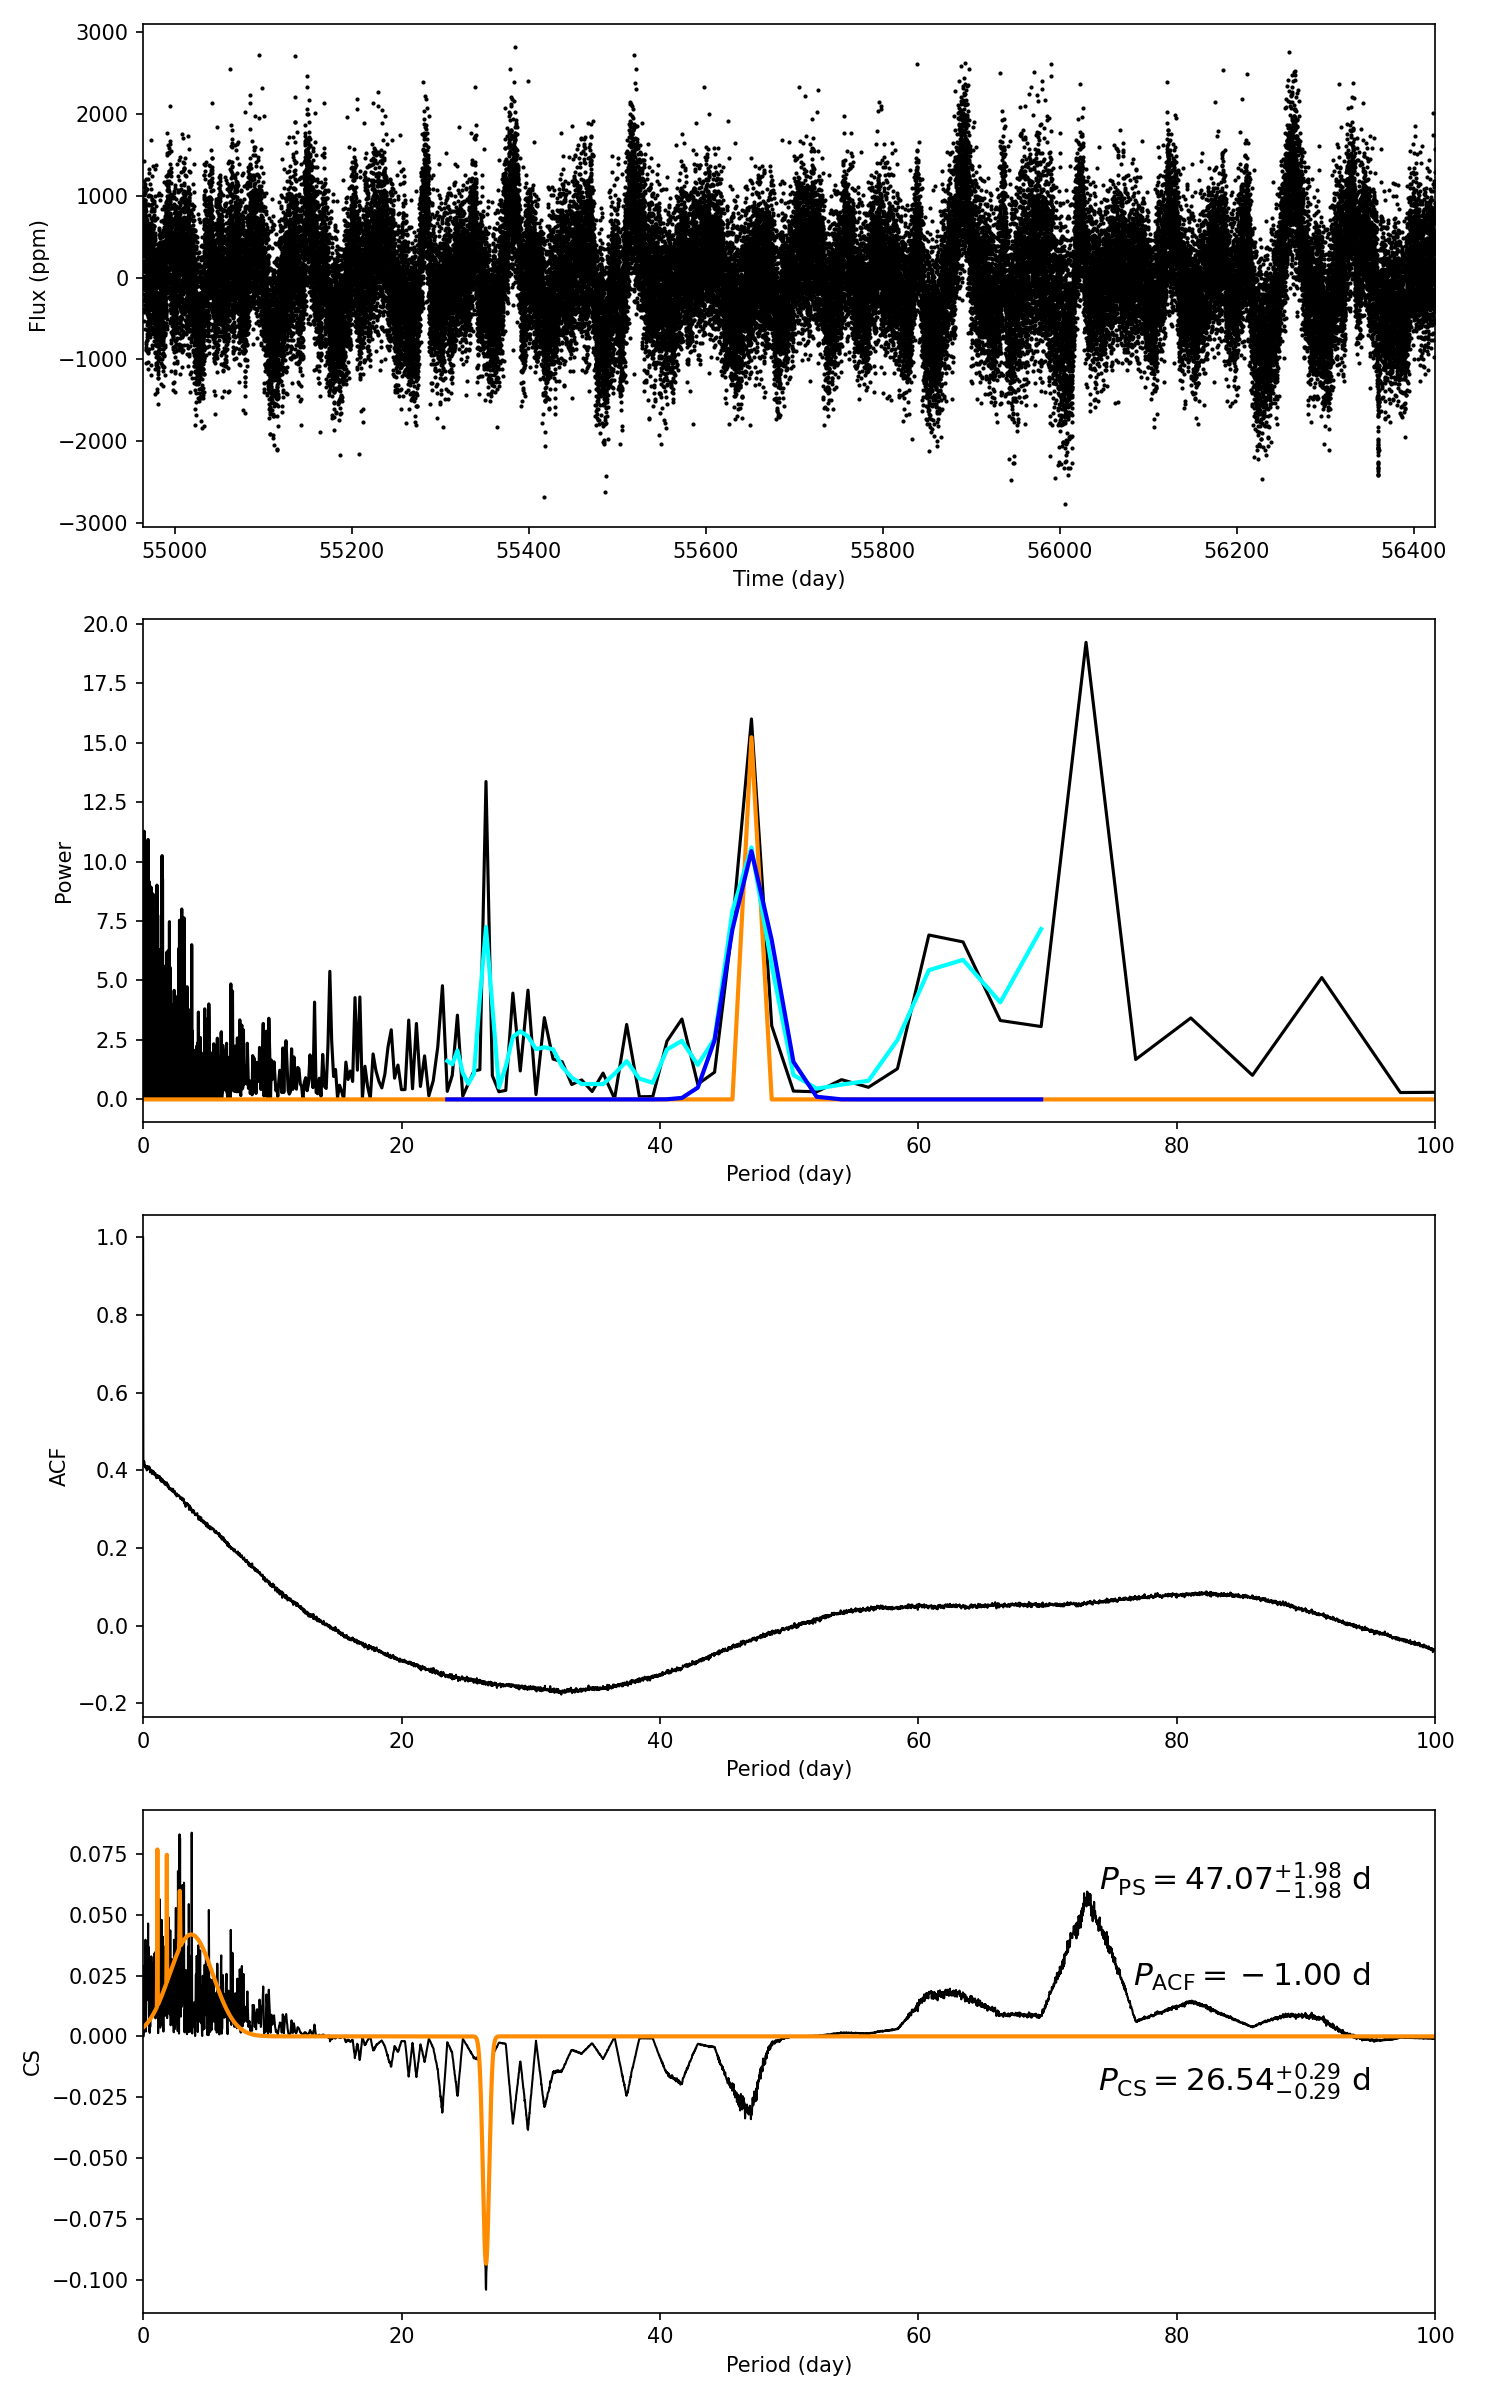 3000
2000
1000
0
−1000
−2000
−3000
Flux (ppm)
55000 55200 55400 55600 55800 56000 56200 56400
Time (day)
20.0
17.5
15.0
12.5
10.0
7.5
5.0
2.5
0.0
Power
0 20 40 60 80 100
Period (day)
1.0
0.8
0.6
0.4
0.2
0.0
−0.2
ACF
0 20 40 60 80 100
Period (day)
0.075
0.050
0.025
0.000
−0.025
−0.050
−0.075
−0.100
CS
P_PS = 47.07^{+1.98}_{−1.98} d
P_ACF = −1.00 d
P_CS = 26.54^{+0.29}_{−0.29} d
0 20 40 60 80 100
Period (day)